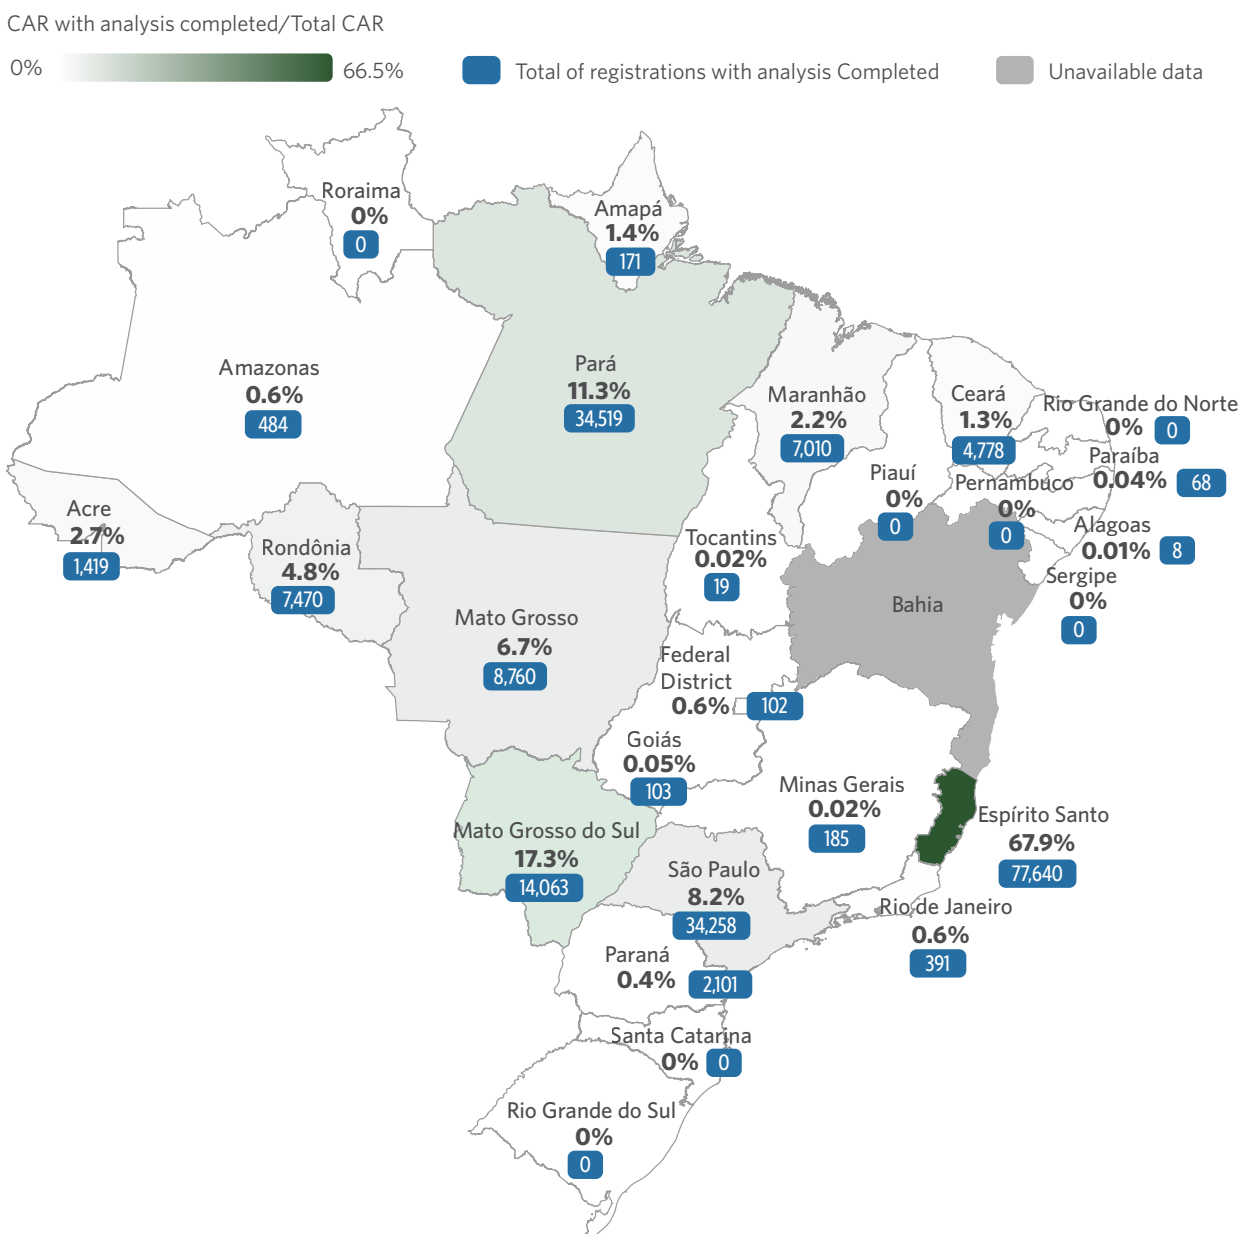 CAR with analysis completed/Total CAR
0%
66.5%
Total of registrations with analysis Completed
Unavailable data
Roraima
0%
0
Amapá
1.4%
171
Amazonas
0.6%
484
Pará
11.3%
34,519
Maranhão
2.2%
7,010
Ceará
1.3%
4,778
Rio Grande do Norte
0%
0
Paraíba
0.04%
68
Piauí
0%
0
Pernambuco
0%
0
Alagoas
0.01%
8
Sergipe
0%
0
Acre
2.7%
1,419
Rondônia
4.8%
7,470
Tocantins
0.02%
19
Bahia
Mato Grosso
6.7%
8,760
Federal
District
0.6%
102
Goiás
0.05%
103
Minas Gerais
0.02%
185
Espírito Santo
67.9%
77,640
Mato Grosso do Sul
17.3%
14,063
São Paulo
8.2%
34,258
Rio de Janeiro
0.6%
391
Paraná
0.4%
2,101
Santa Catarina
0%
0
Rio Grande do Sul
0%
0